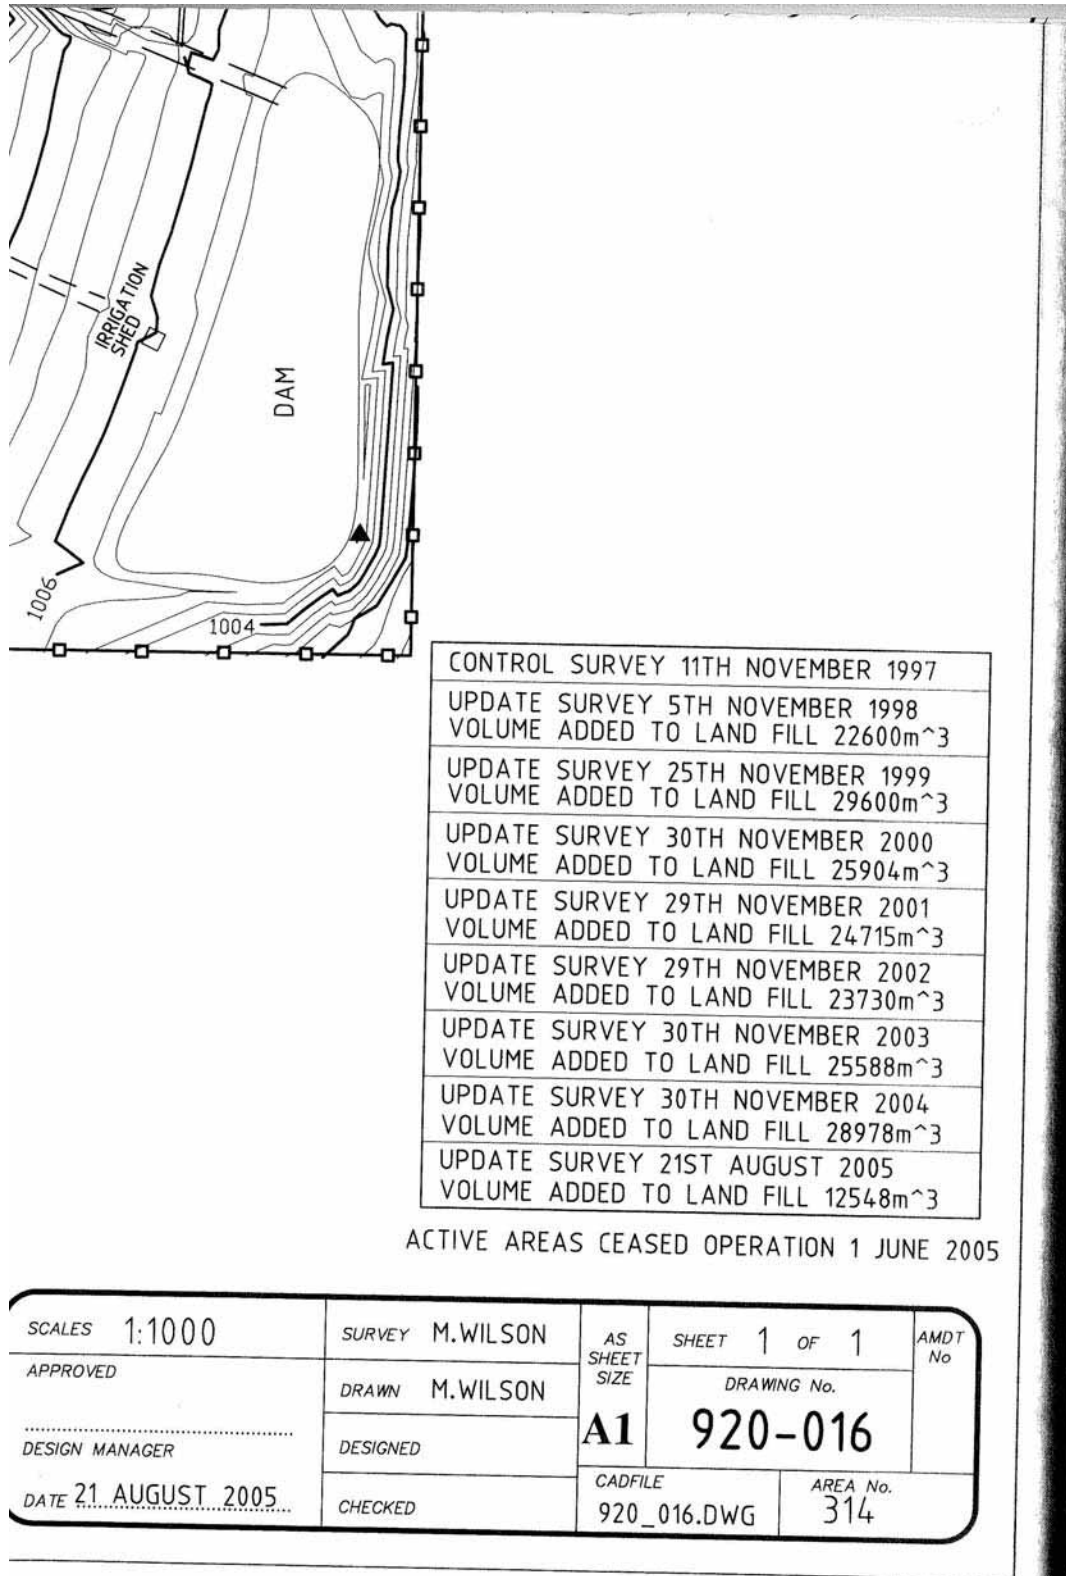 IRRIGATION
SHED
DAM
1006
1004
CONTROL SURVEY 11TH NOVEMBER 1997
UPDATE SURVEY 5TH NOVEMBER 1998
VOLUME ADDED TO LAND FILL 22600m^3
UPDATE SURVEY 25TH NOVEMBER 1999
VOLUME ADDED TO LAND FILL 29600m^3
UPDATE SURVEY 30TH NOVEMBER 2000
VOLUME ADDED TO LAND FILL 25904m^3
UPDATE SURVEY 29TH NOVEMBER 2001
VOLUME ADDED TO LAND FILL 24715m^3
UPDATE SURVEY 29TH NOVEMBER 2002
VOLUME ADDED TO LAND FILL 23730m^3
UPDATE SURVEY 30TH NOVEMBER 2003
VOLUME ADDED TO LAND FILL 25588m^3
UPDATE SURVEY 30TH NOVEMBER 2004
VOLUME ADDED TO LAND FILL 28978m^3
UPDATE SURVEY 21ST AUGUST 2005
VOLUME ADDED TO LAND FILL 12548m^3
ACTIVE AREAS CEASED OPERATION 1 JUNE 2005
SCALES 1:1000
APPROVED
DESIGN MANAGER
DATE 21 AUGUST 2005
SURVEY M.WILSON
DRAWN M.WILSON
DESIGNED
CHECKED
AS
SHEET
SIZE
A1
SHEET 1 OF 1
DRAWING No.
920-016
CADFILE
920_016.DWG
AREA No.
314
AMDT
No